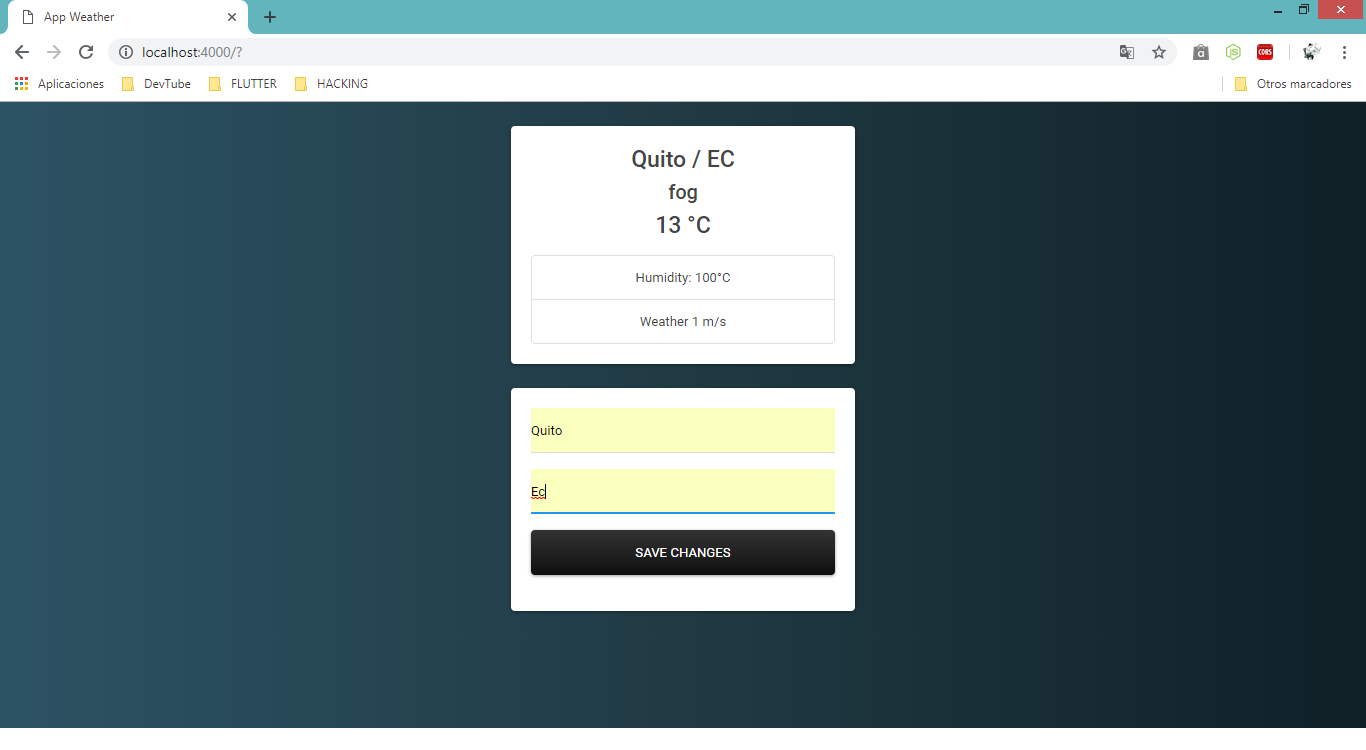 App Weather
localhost:4000/?
Aplicaciones DevTube FLUTTER HACKING Otros marcadores
Quito / EC
fog
13 °C
Humidity: 100°C
Weather 1 m/s
Quito
Ec
SAVE CHANGES